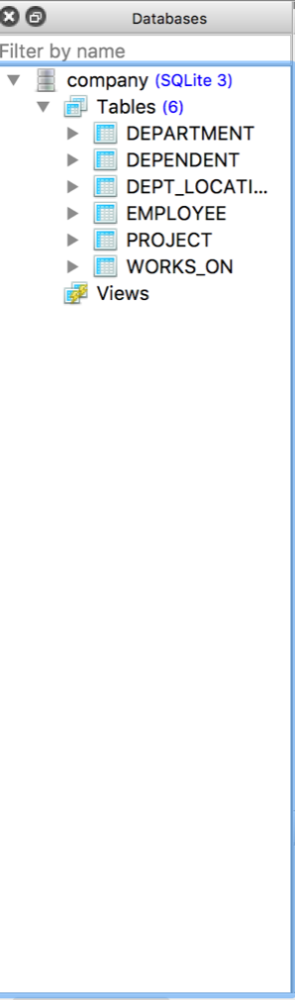 Databases
Filter by name
company (SQLite 3)
Tables (6)
DEPARTMENT
DEPENDENT
DEPT_LOCATI...
EMPLOYEE
PROJECT
WORKS_ON
Views